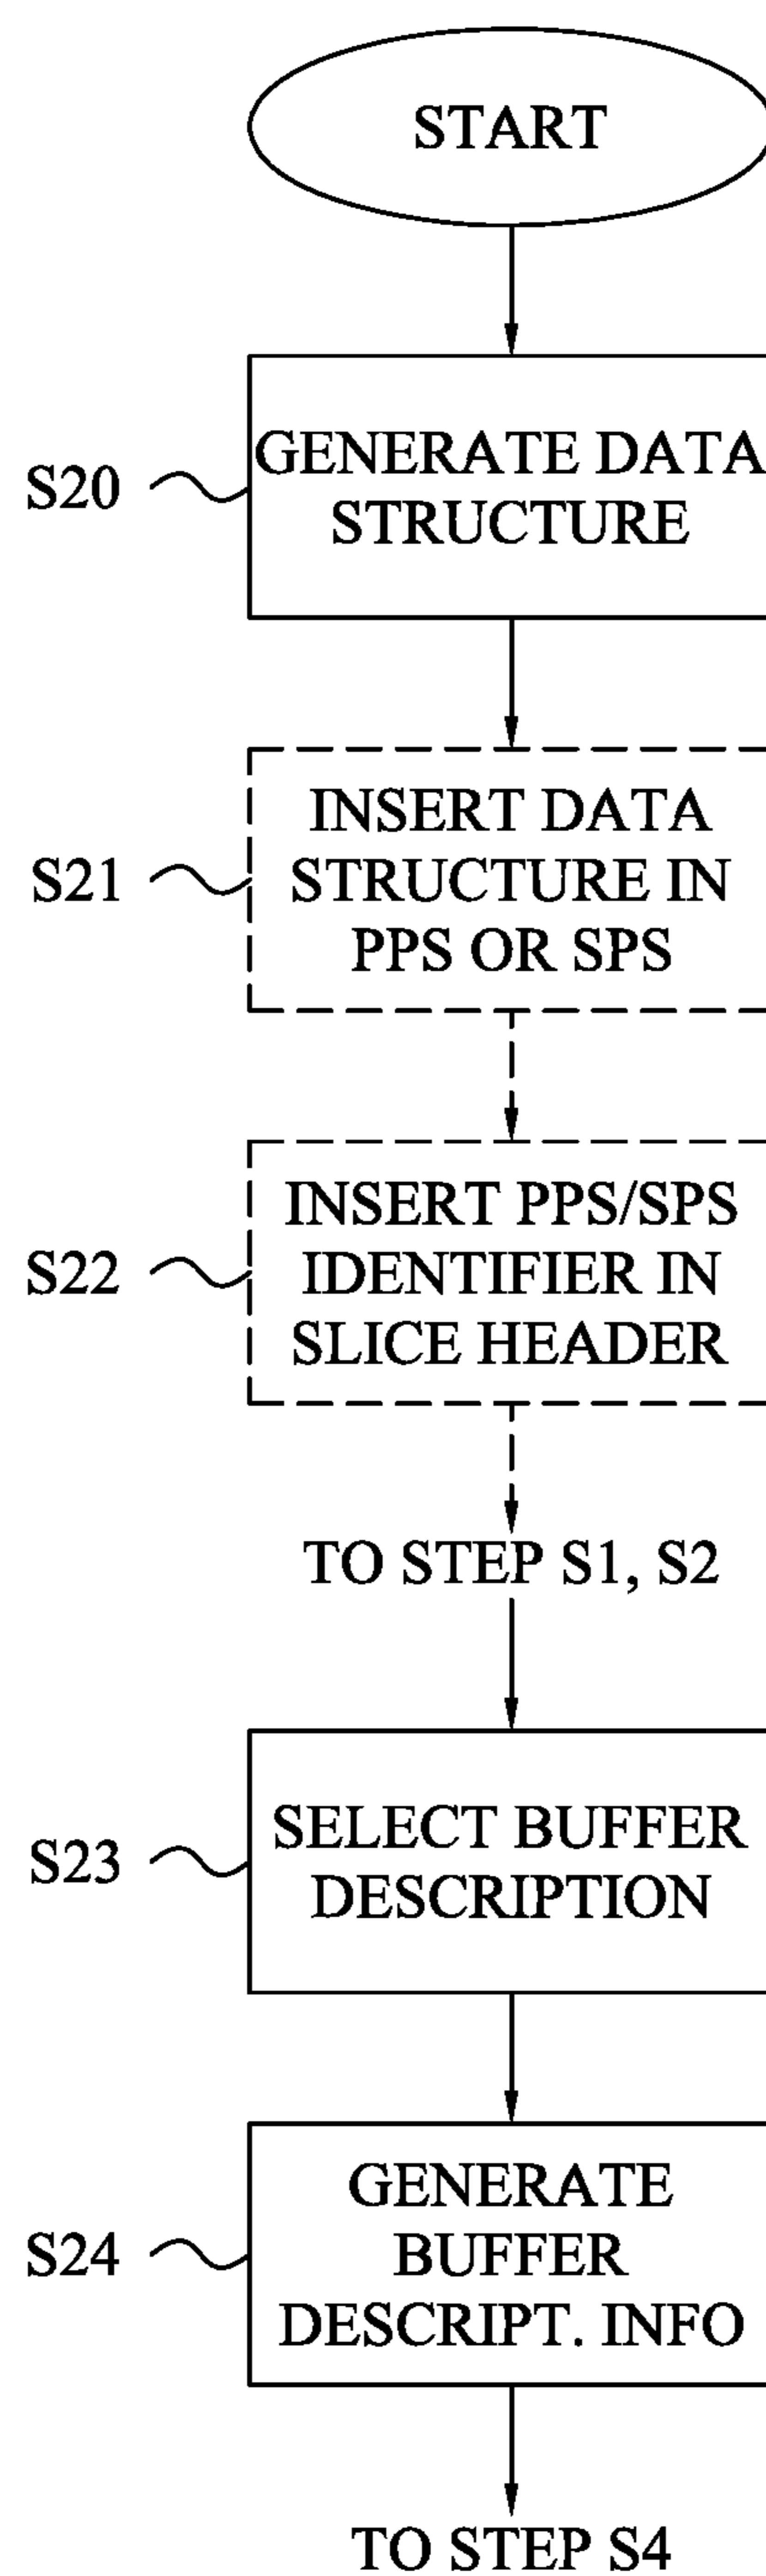 START
S20
GENERATE DATA
STRUCTURE
S21
INSERT DATA
STRUCTURE IN
PPS OR SPS
S22
INSERT PPS/SPS
IDENTIFIER IN
SLICE HEADER
TO STEP S1, S2
S23
SELECT BUFFER
DESCRIPTION
S24
GENERATE
BUFFER
DESCRIPT. INFO
TO STEP S4